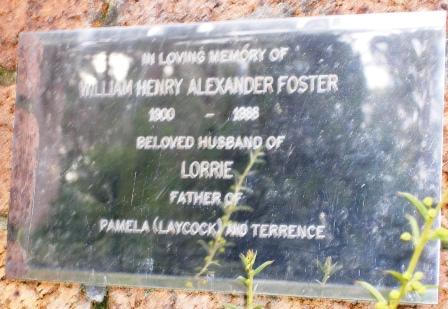 IN LOVING MEMORY OF
WILLIAM HENRY ALEXANDER FOSTER
1900 - 1988
BELOVED HUSBAND OF
LORRIE
FATHER OF
PAMELA (LAYCOCK) AND TERRENCE